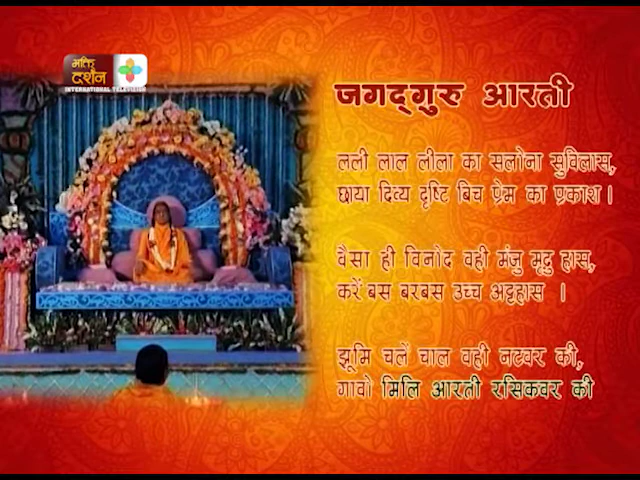 भक्ति
दर्शन
INTERNATIONAL TELEVISION
जगद्गुरु आरती
लली लाल लीला का सलोना सुविलास,
छाया दिव्य दृष्टि बिच प्रेम का प्रकाश।
वैसा ही विनोद वही मंजु मृदु हास,
करें बस बरबस उच्च अट्टहास ।
झूमि चलें चाल वही नटवर की,
गावो मिलि आरती रसिकवर की